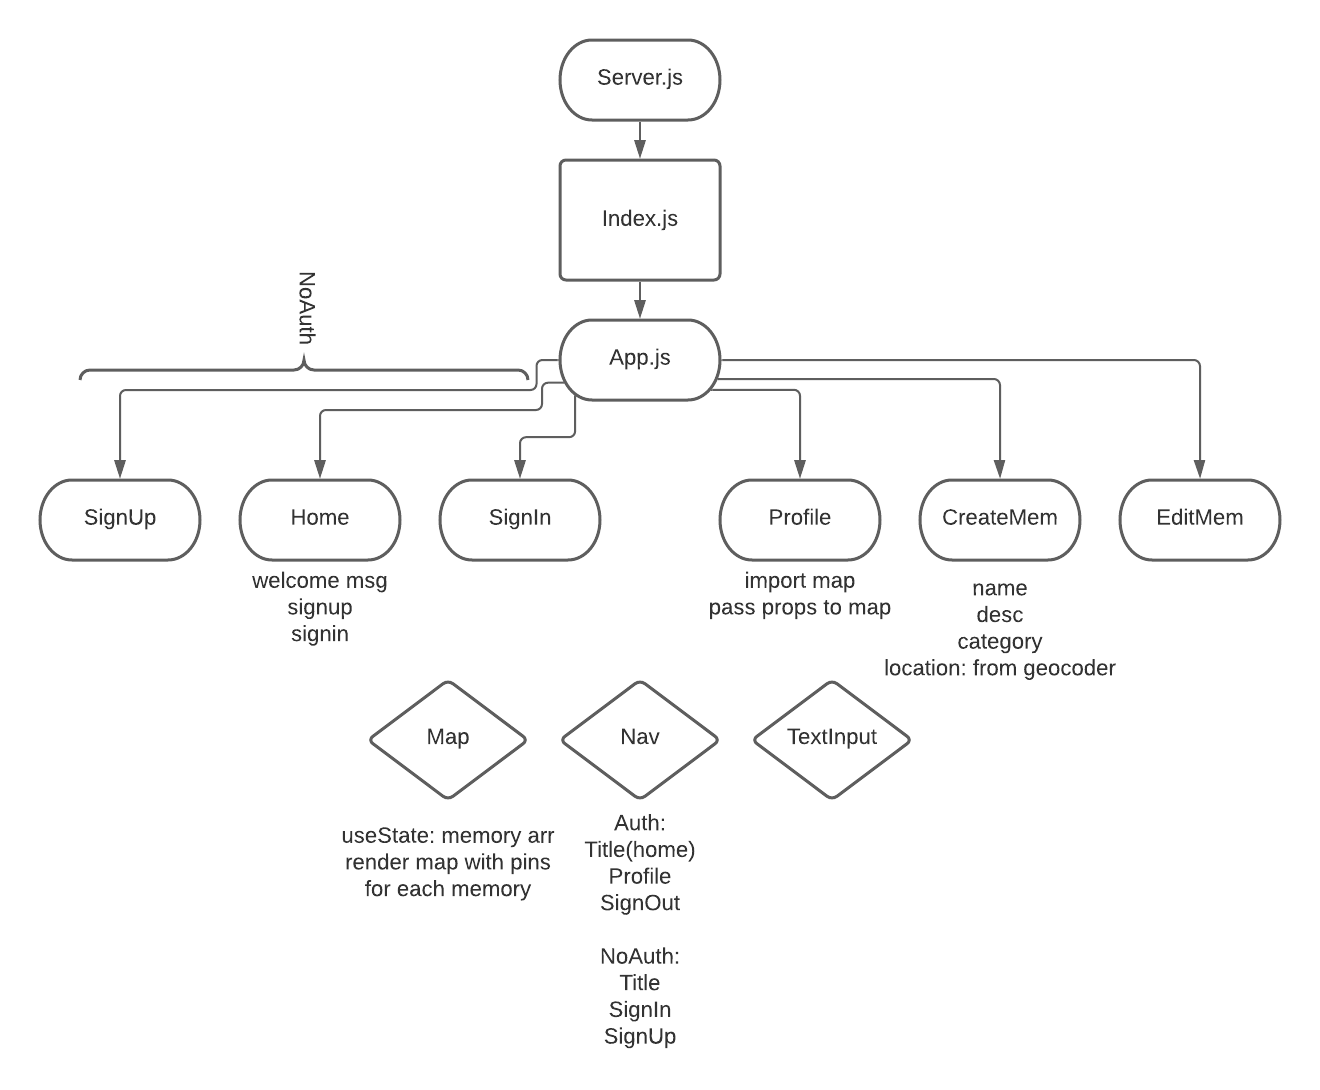 Server.js
Index.js
NoAuth
App.js
SignUp
Home
SignIn
Profile
CreateMem
EditMem
welcome msg
signup
signin
import map
pass props to map
name
desc
category
location: from geocoder
Map
Nav
TextInput
useState: memory arr
render map with pins
for each memory
Auth:
Title(home)
Profile
SignOut
NoAuth:
Title
SignIn
SignUp